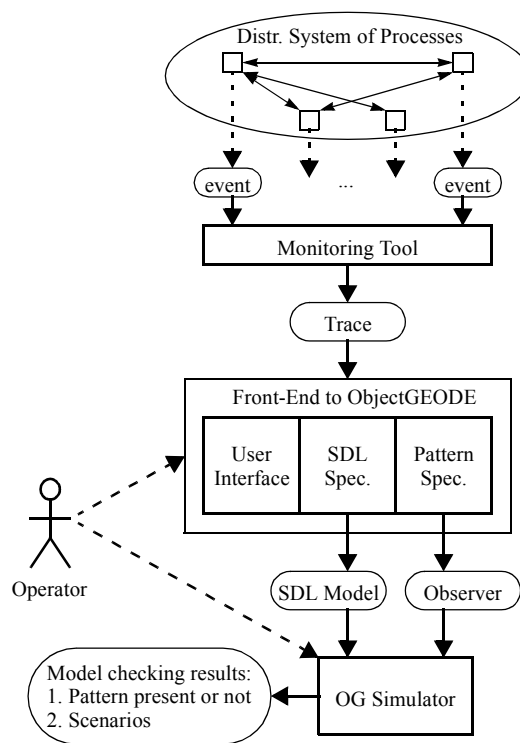 Distr. System of Processes
event
...
event
Monitoring Tool
Trace
Front-End to ObjectGEODE
User
Interface
SDL
Spec.
Pattern
Spec.
Operator
SDL Model
Observer
Model checking results:
1. Pattern present or not
2. Scenarios
OG Simulator